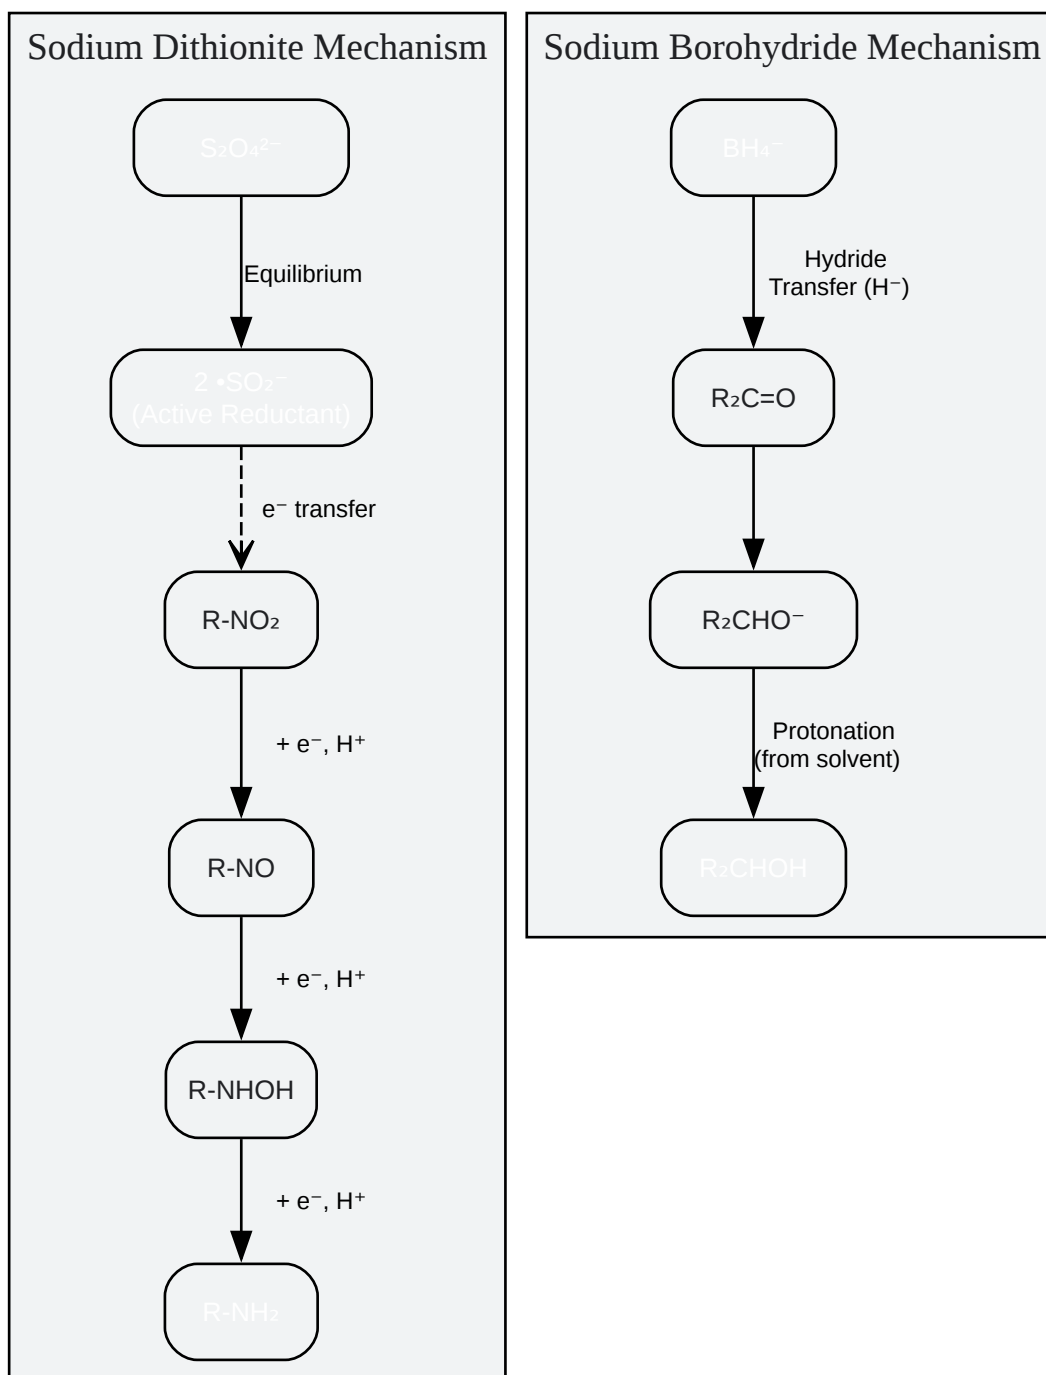 Sodium Dithionite Mechanism
S₂O₄²⁻
Equilibrium
2 •SO₂⁻
(Active Reductant)
e⁻ transfer
R-NO₂
+ e⁻, H⁺
R-NO
+ e⁻, H⁺
R-NHOH
+ e⁻, H⁺
R-NH₂
Sodium Borohydride Mechanism
BH₄⁻
Hydride
Transfer (H⁻)
R₂C=O
R₂CHO⁻
Protonation
(from solvent)
R₂CHOH